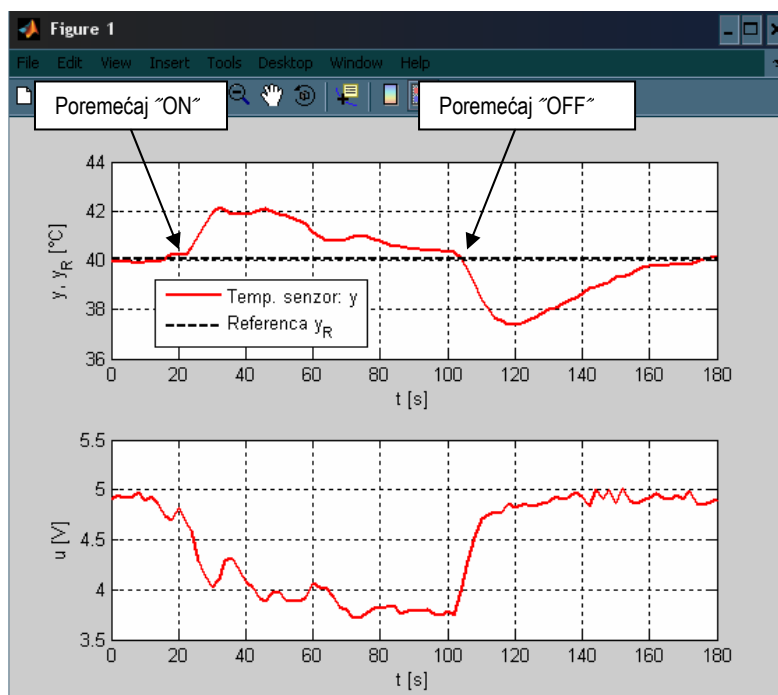 Figure 1
File Edit View Insert Tools Desktop Window Help
Poremećaj ˝ON˝
Poremećaj ˝OFF˝
44
42
40
38
36
y, y_R [°C]
Temp. senzor: y
Referenca y_R
0 20 40 60 80 100 120 140 160 180
t [s]
5.5
5
4.5
4
3.5
u [V]
0 20 40 60 80 100 120 140 160 180
t [s]